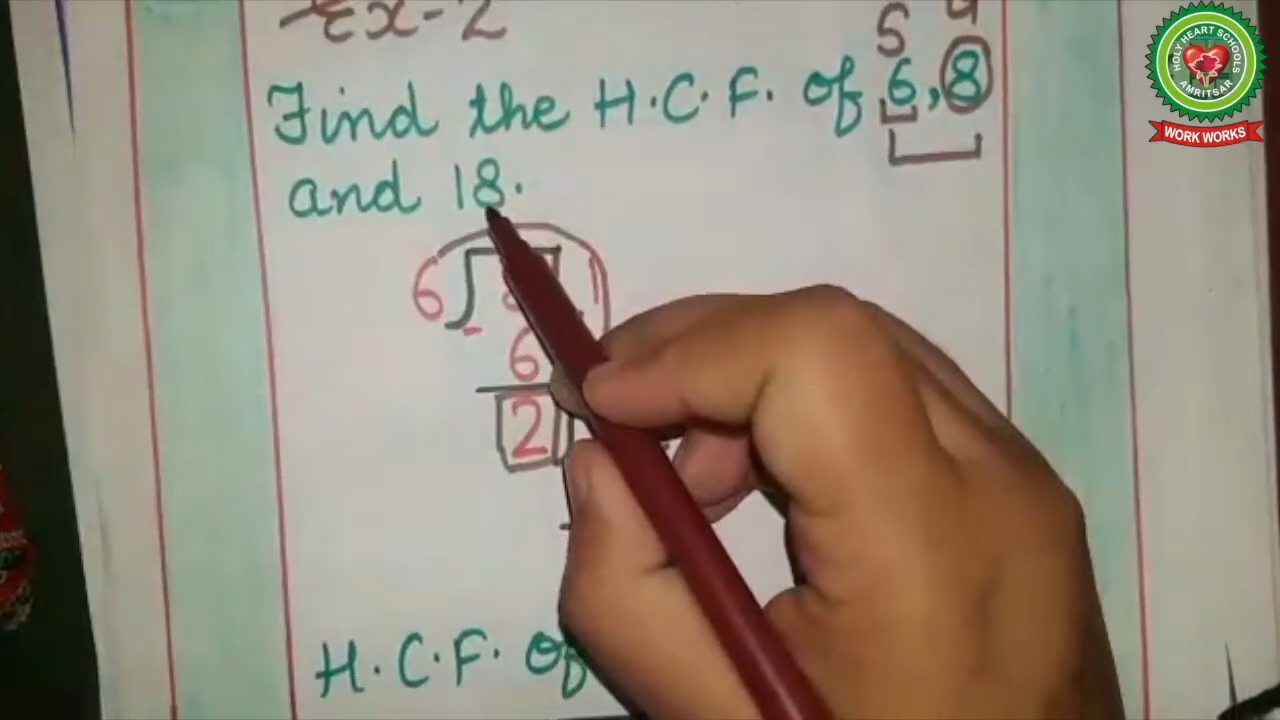 Ex-2
5
Find the H.C.F. of 6, 8
and 18.
6
1
6
2
H.C.F. of
HOLY HEART SCHOOLS
AMRITSAR
WORK WORKS